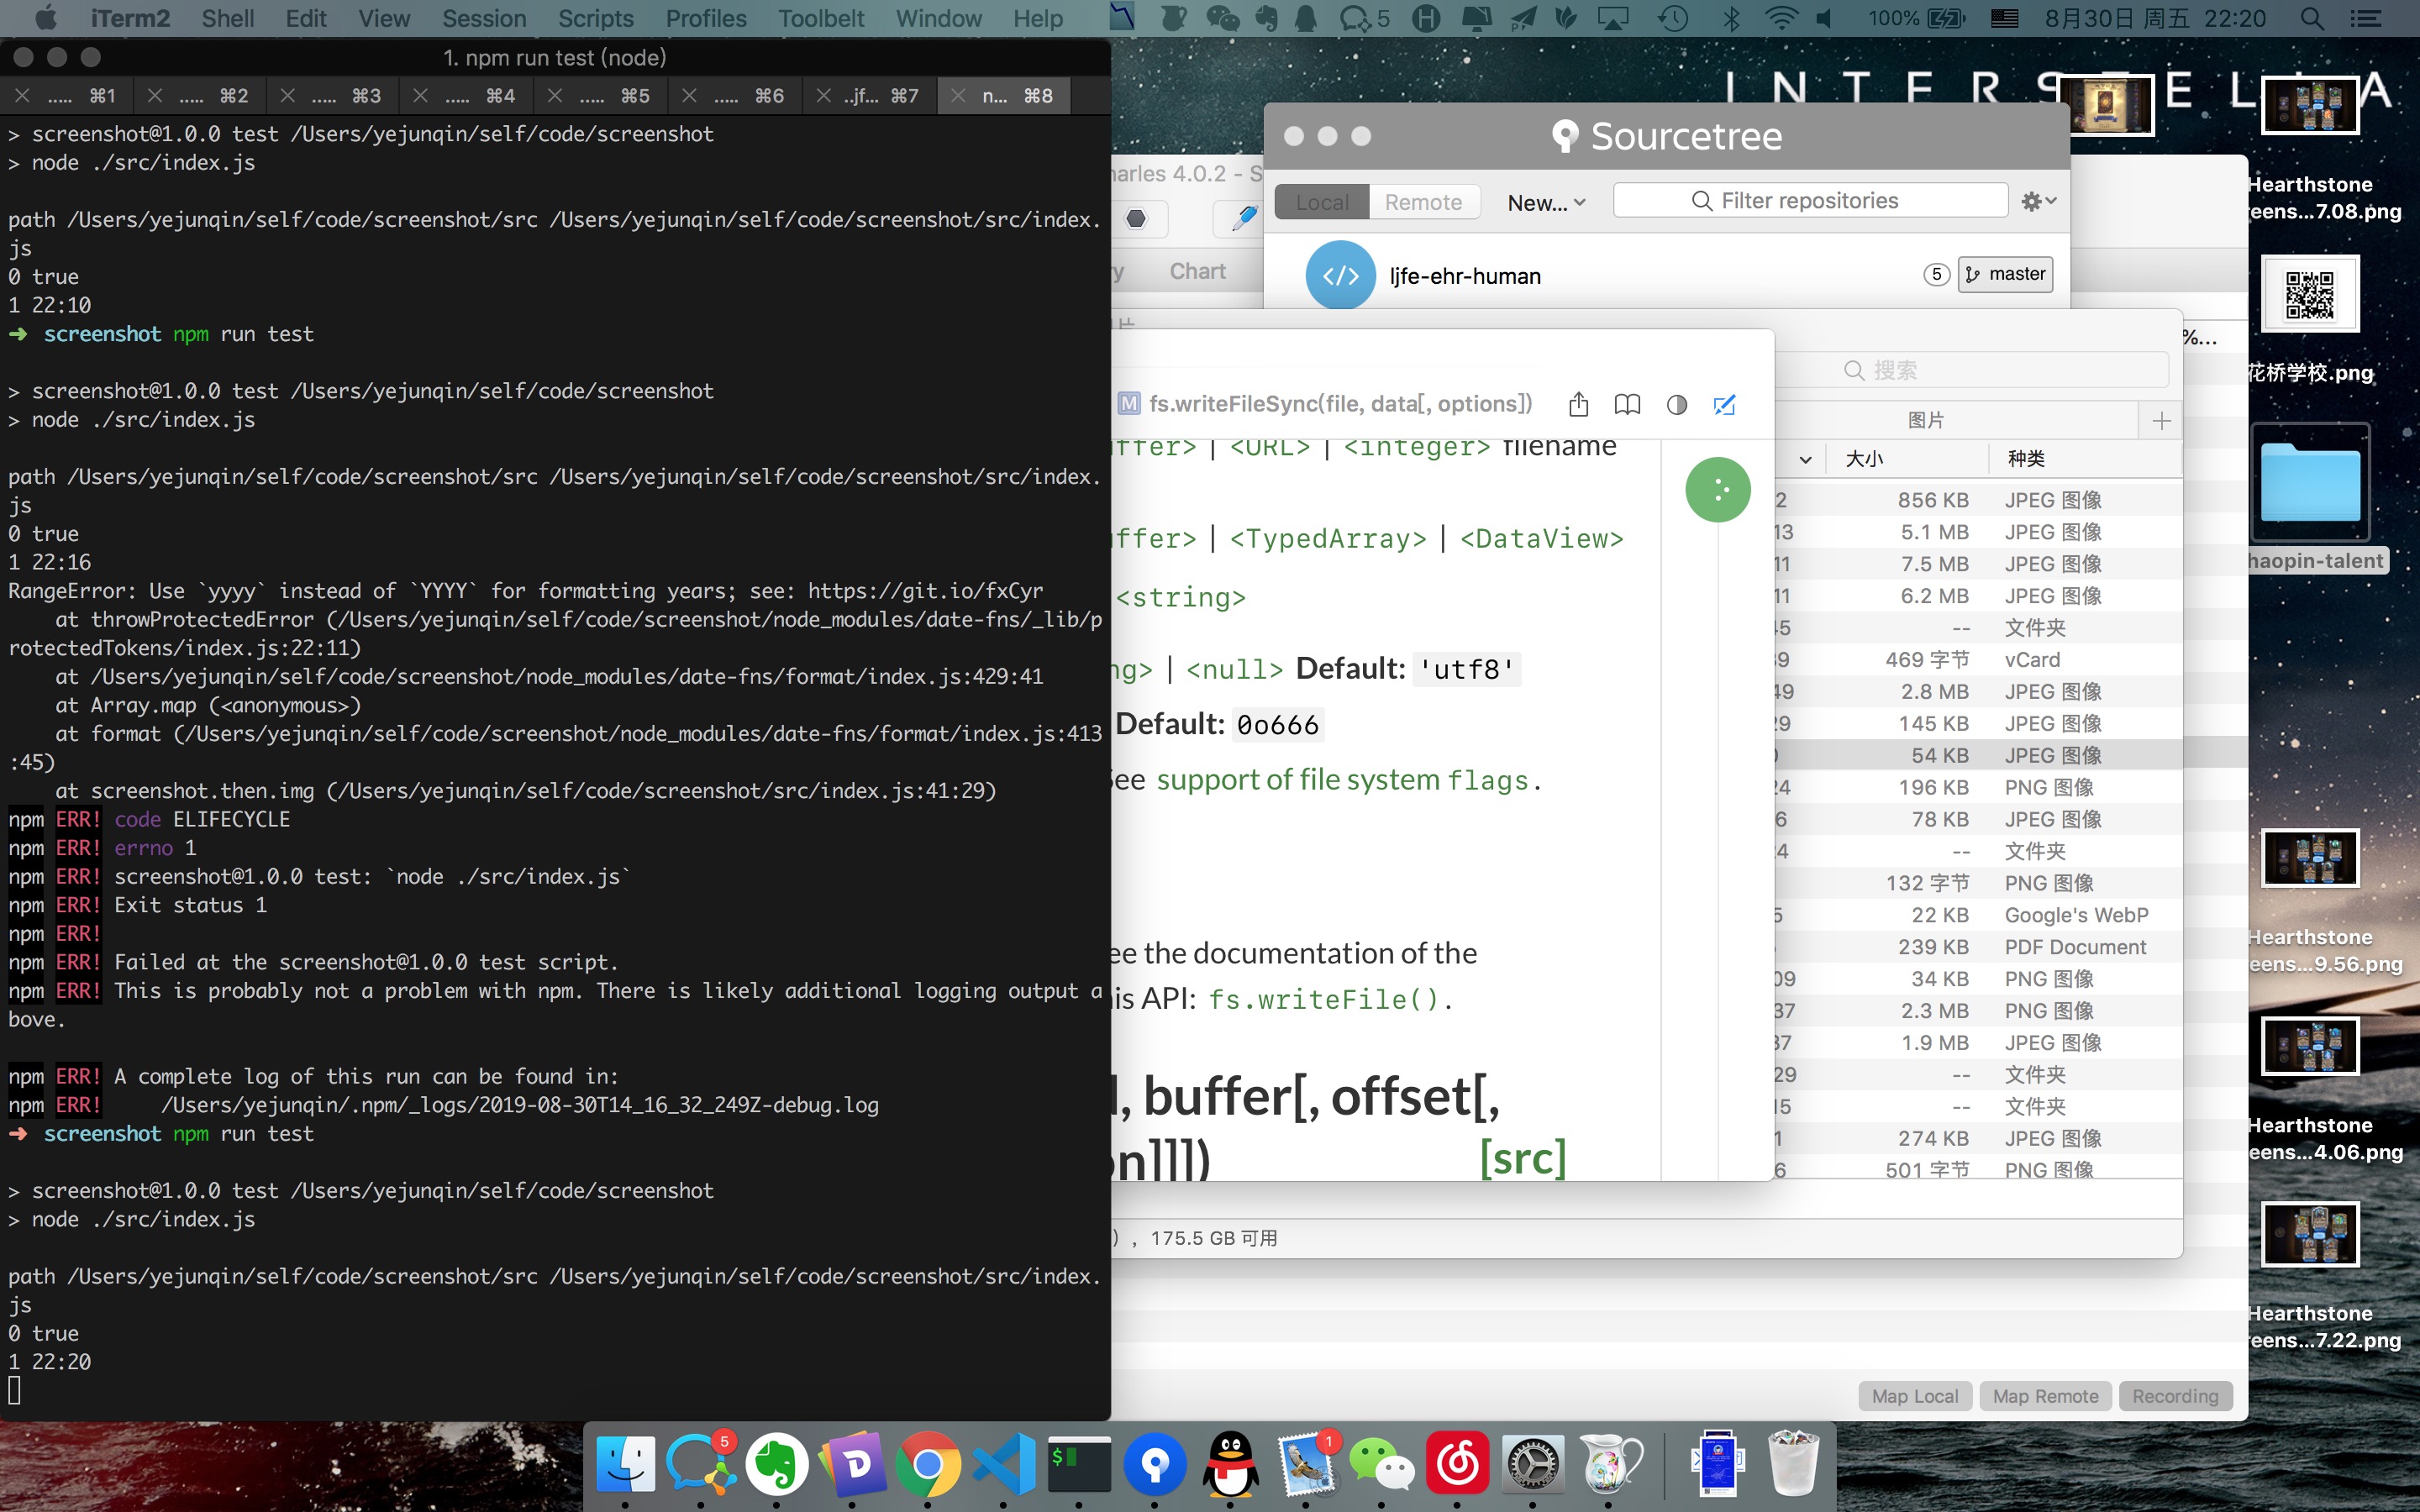 iTerm2 Shell Edit View Session Scripts Profiles Toolbelt Window Help 5 100% 8月30日 周五 22:20
1. npm run test (node)
..... ⌘1 ..... ⌘2 ..... ⌘3 ..... ⌘4 ..... ⌘5 ..... ⌘6 ..jf... ⌘7 n... ⌘8
> screenshot@1.0.0 test /Users/yejunqin/self/code/screenshot
> node ./src/index.js
path /Users/yejunqin/self/code/screenshot/src /Users/yejunqin/self/code/screenshot/src/index.
js
0 true
1 22:10
➜ screenshot npm run test
> screenshot@1.0.0 test /Users/yejunqin/self/code/screenshot
> node ./src/index.js
path /Users/yejunqin/self/code/screenshot/src /Users/yejunqin/self/code/screenshot/src/index.
js
0 true
1 22:16
RangeError: Use `yyyy` instead of `YYYY` for formatting years; see: https://git.io/fxCyr
at throwProtectedError (/Users/yejunqin/self/code/screenshot/node_modules/date-fns/_lib/p
rotectedTokens/index.js:22:11)
at /Users/yejunqin/self/code/screenshot/node_modules/date-fns/format/index.js:429:41
at Array.map (<anonymous>)
at format (/Users/yejunqin/self/code/screenshot/node_modules/date-fns/format/index.js:413
:45)
at screenshot.then.img (/Users/yejunqin/self/code/screenshot/src/index.js:41:29)
npm ERR! code ELIFECYCLE
npm ERR! errno 1
npm ERR! screenshot@1.0.0 test: `node ./src/index.js`
npm ERR! Exit status 1
npm ERR!
npm ERR! Failed at the screenshot@1.0.0 test script.
npm ERR! This is probably not a problem with npm. There is likely additional logging output a
bove.
npm ERR! A complete log of this run can be found in:
npm ERR! /Users/yejunqin/.npm/_logs/2019-08-30T14_16_32_249Z-debug.log
➜ screenshot npm run test
> screenshot@1.0.0 test /Users/yejunqin/self/code/screenshot
> node ./src/index.js
path /Users/yejunqin/self/code/screenshot/src /Users/yejunqin/self/code/screenshot/src/index.
js
0 true
1 22:20
arles 4.0.2 - S
Chart
Sourcetree
Local Remote New... Filter repositories
ljfe-ehr-human 5 master
%...
fs.writeFileSync(file, data[, options])
ffer> | <URL> | <integer> filename
ffer> | <TypedArray> | <DataView>
<string>
ng> | <null> Default: 'utf8'
Default: 0o666
See support of file system flags.
ee the documentation of the
is API: fs.writeFile().
, buffer[, offset[,
on]]]) [src]
搜索
图片
大小 种类
2 856 KB JPEG 图像
13 5.1 MB JPEG 图像
11 7.5 MB JPEG 图像
11 6.2 MB JPEG 图像
45 -- 文件夹
39 469 字节 vCard
49 2.8 MB JPEG 图像
29 145 KB JPEG 图像
54 KB JPEG 图像
24 196 KB PNG 图像
6 78 KB JPEG 图像
24 -- 文件夹
132 字节 PNG 图像
5 22 KB Google's WebP
239 KB PDF Document
09 34 KB PNG 图像
37 2.3 MB PNG 图像
37 1.9 MB JPEG 图像
29 -- 文件夹
15 -- 文件夹
1 274 KB JPEG 图像
6 501 字节 PNG 图像
, 175.5 GB 可用
Map Local Map Remote Recording
INTERS E L A
Hearthstone
eens...7.08.png
花桥学校.png
haopin-talent
Hearthstone
eens...9.56.png
Hearthstone
eens...4.06.png
Hearthstone
reens...7.22.png
5
1